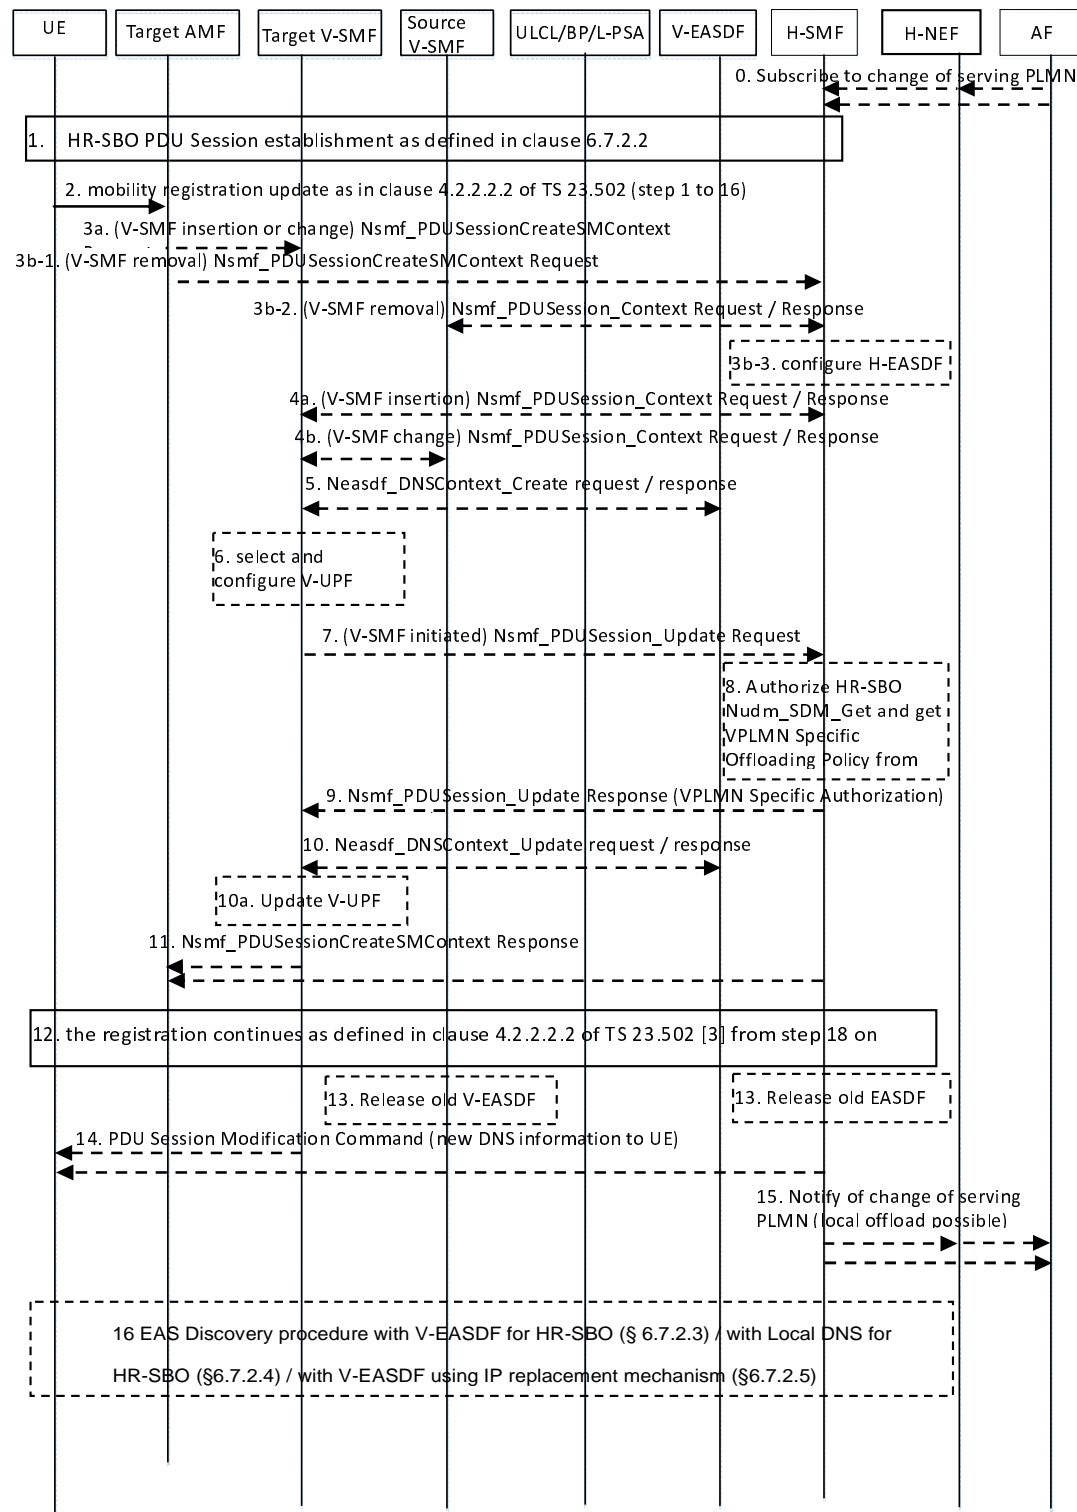 UE
Target AMF
Target V-SMF
Source
V-SMF
ULCL/BP/L-PSA
V-EASDF
H-SMF
H-NEF
AF
0. Subscribe to change of serving PLMN
1. HR-SBO PDU Session establishment as defined in clause 6.7.2.2
2. mobility registration update as in clause 4.2.2.2.2 of TS 23.502 (step 1 to 16)
3a. (V-SMF insertion or change) Nsmf_PDUSessionCreateSMContext
3b-1. (V-SMF removal) Nsmf_PDUSessionCreateSMContext Request
3b-2. (V-SMF removal) Nsmf_PDUSession_Context Request / Response
3b-3. configure H-EASDF
4a. (V-SMF insertion) Nsmf_PDUSession_Context Request / Response
4b. (V-SMF change) Nsmf_PDUSession_Context Request / Response
5. Neasdf_DNSContext_Create request / response
6. select and
configure V-UPF
7. (V-SMF initiated) Nsmf_PDUSession_Update Request
8. Authorize HR-SBO
Nudm_SDM_Get and get
VPLMN Specific
Offloading Policy from
9. Nsmf_PDUSession_Update Response (VPLMN Specific Authorization)
10. Neasdf_DNSContext_Update request / response
10a. Update V-UPF
11. Nsmf_PDUSessionCreateSMContext Response
12. the registration continues as defined in clause 4.2.2.2.2 of TS 23.502 [3] from step 18 on
13. Release old V-EASDF
13. Release old EASDF
14. PDU Session Modification Command (new DNS information to UE)
15. Notify of change of serving
PLMN (local offload possible)
16 EAS Discovery procedure with V-EASDF for HR-SBO (§ 6.7.2.3) / with Local DNS for
HR-SBO (§6.7.2.4) / with V-EASDF using IP replacement mechanism (§6.7.2.5)